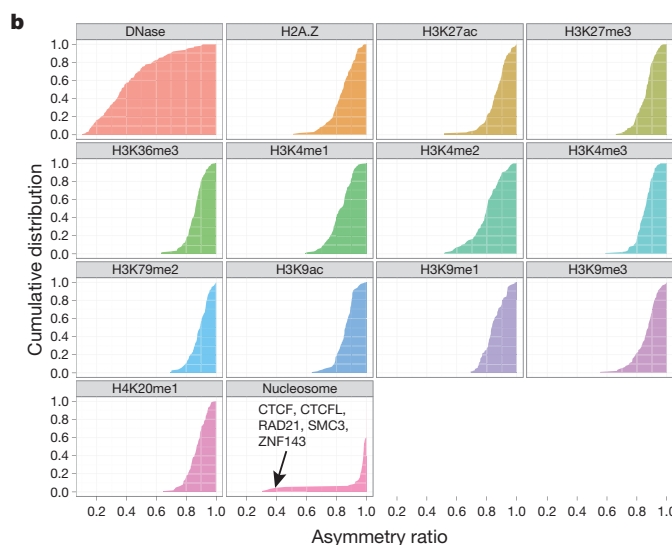 b
DNase H2A.Z H3K27ac H3K27me3
1.0
0.8
0.6
0.4
0.2
0.0
H3K36me3 H3K4me1 H3K4me2 H3K4me3
1.0
0.8
0.6
0.4
0.2
0.0
Cumulative distribution
H3K79me2 H3K9ac H3K9me1 H3K9me3
1.0
0.8
0.6
0.4
0.2
0.0
H4K20me1 Nucleosome
1.0
0.8
0.6
0.4
0.2
0.0
CTCF, CTCFL,
RAD21, SMC3,
ZNF143
0.2 0.4 0.6 0.8 1.0 0.2 0.4 0.6 0.8 1.0 0.2 0.4 0.6 0.8 1.0 0.2 0.4 0.6 0.8 1.0
Asymmetry ratio